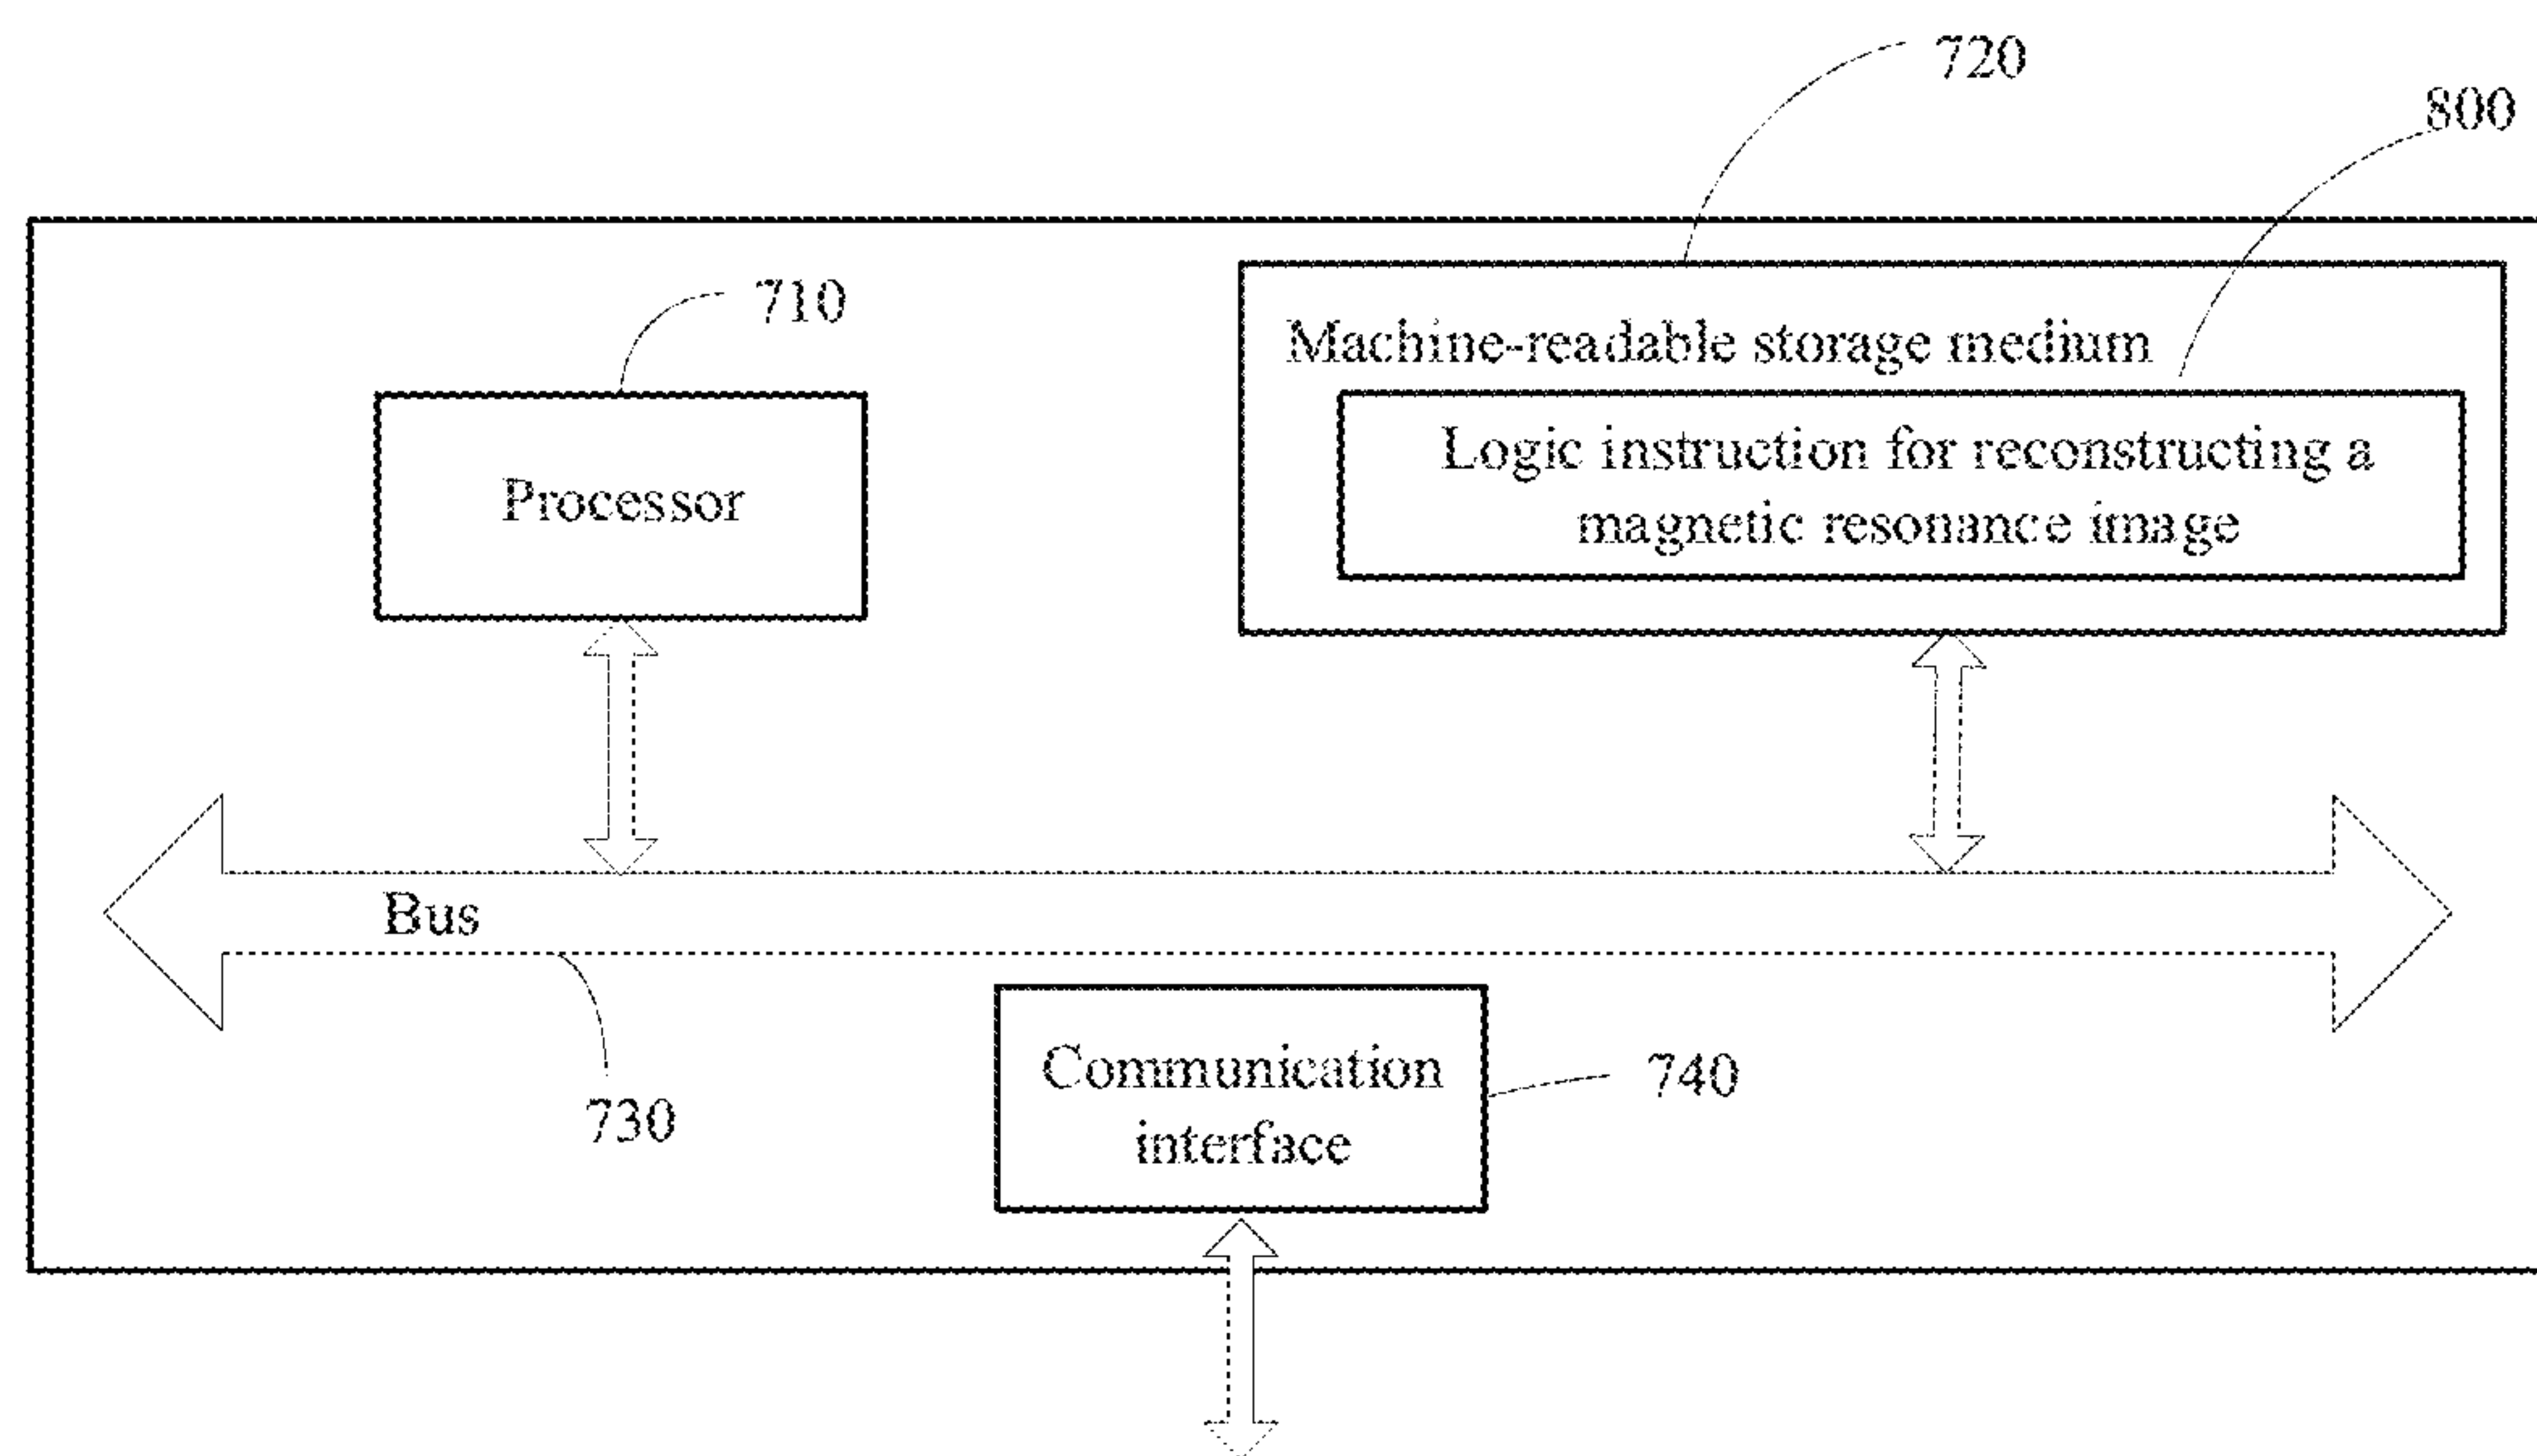 720
800
710
Machine-readable storage medium
Logic instruction for reconstructing a
magnetic resonance image
Processor
Bus
730
Communication
interface
740